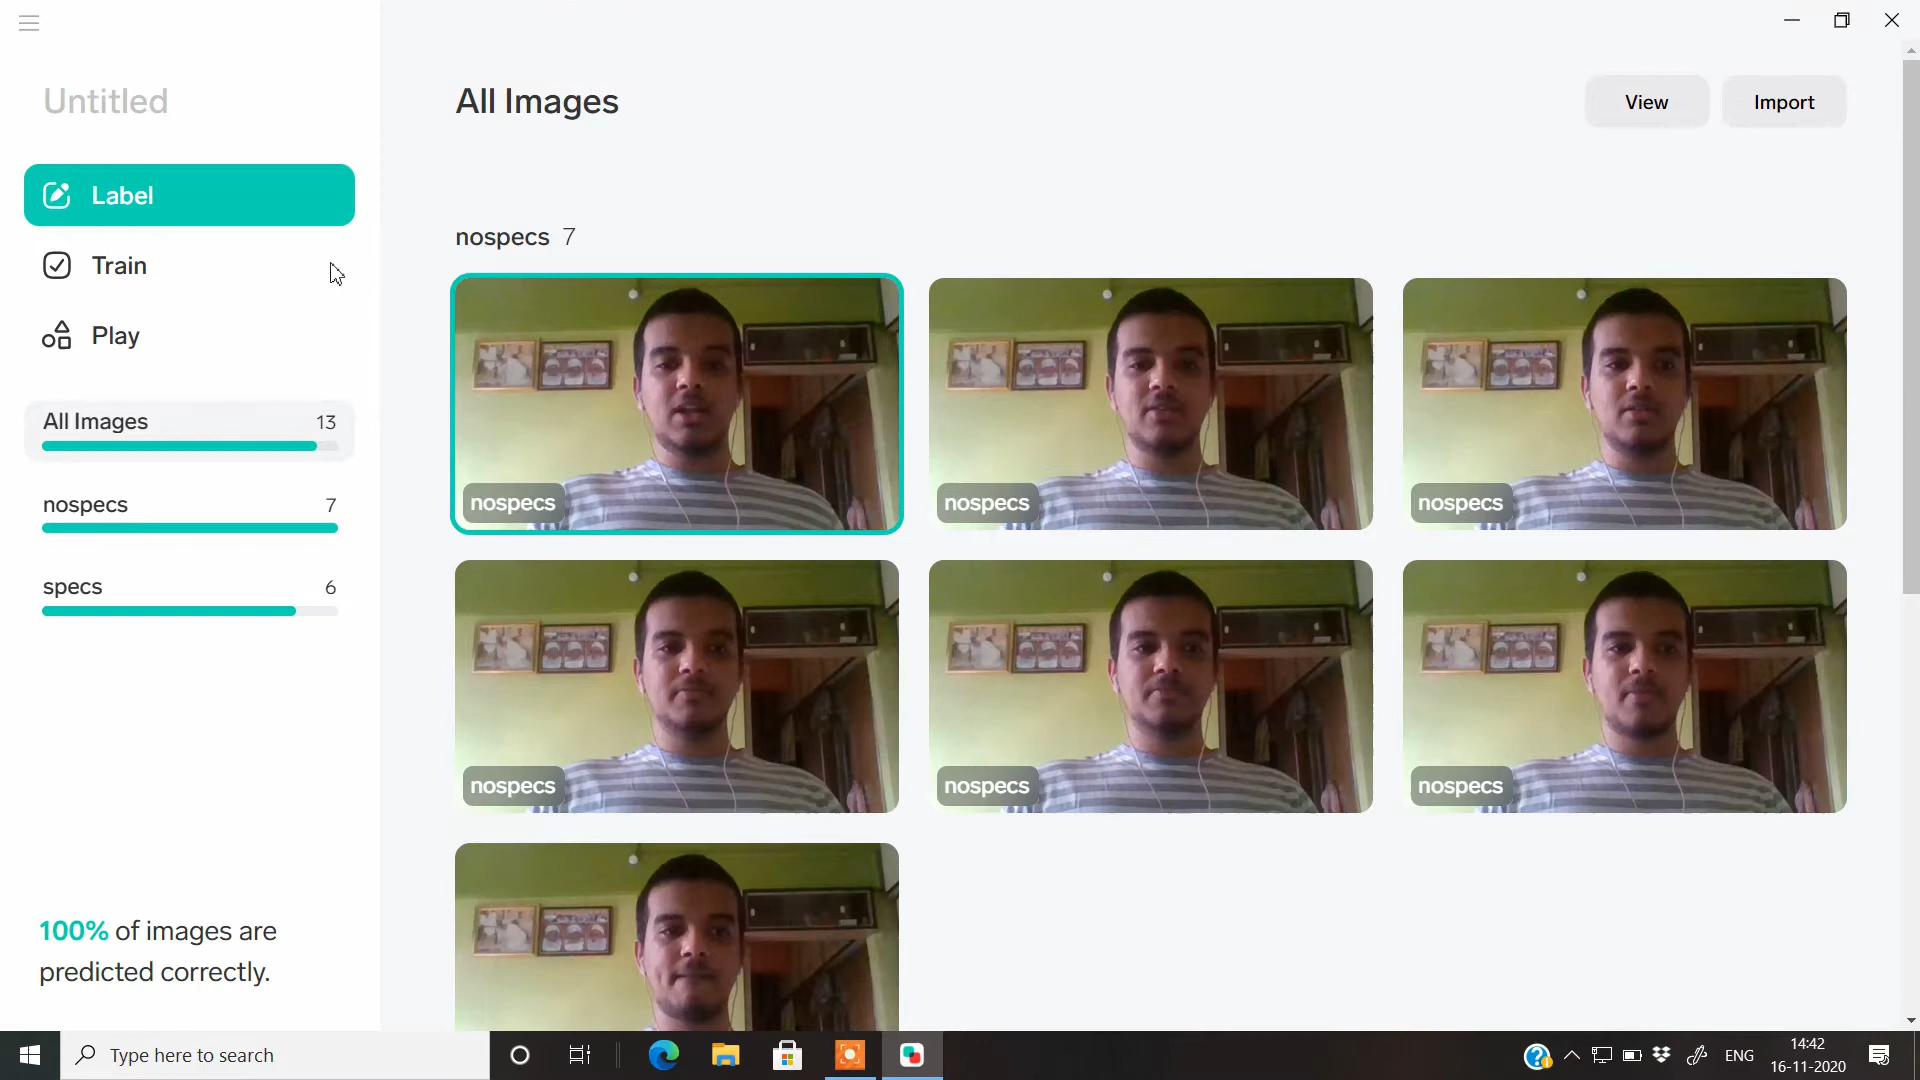 Untitled
Label
Train
Play
All Images 13
nospecs 7
specs 6
100% of images are
predicted correctly.
All Images
View
Import
nospecs 7
nospecs
nospecs
nospecs
nospecs
nospecs
nospecs
Type here to search
ENG
14:42
16-11-2020